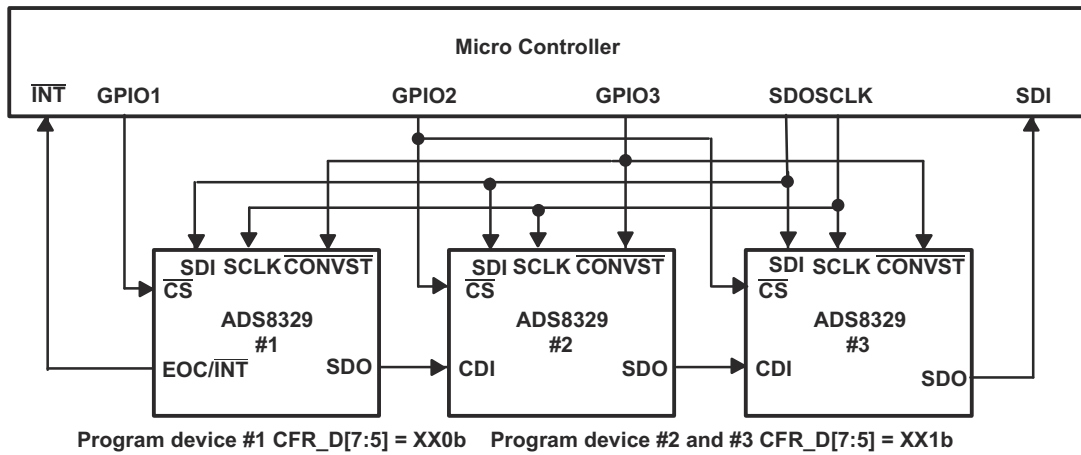 Micro Controller
INT GPIO1 GPIO2 GPIO3 SDOSCLK SDI
SDI SCLK CONVST
CS
ADS8329
#1
EOC/INT
SDO
SDI SCLK CONVST
CS
ADS8329
#2
CDI
SDO
SDI SCLK CONVST
CS
ADS8329
#3
CDI
SDO
Program device #1 CFR_D[7:5] = XX0b Program device #2 and #3 CFR_D[7:5] = XX1b